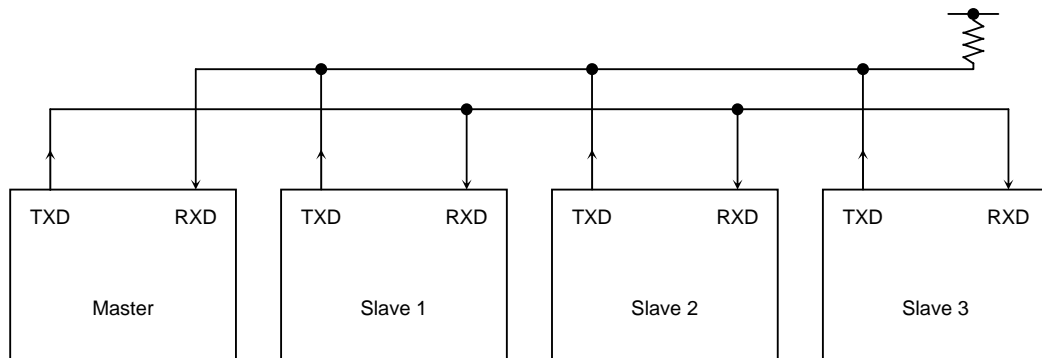 TXD RXD TXD RXD TXD RXD TXD RXD
Master Slave 1 Slave 2 Slave 3